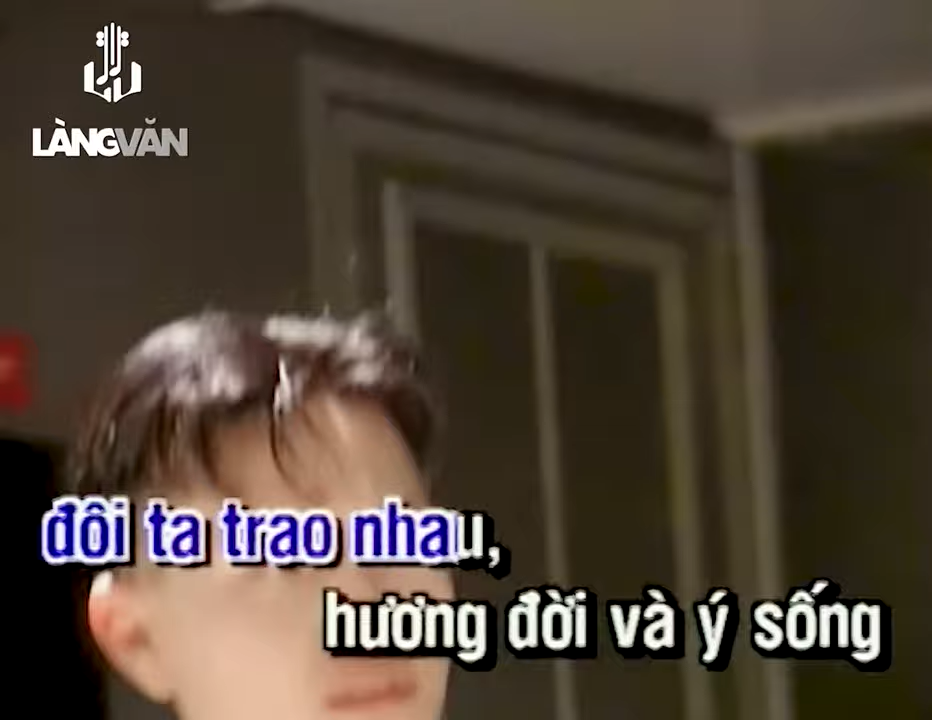 LÀNGVĂN
đôi ta trao nhau,
hương đời và ý sống